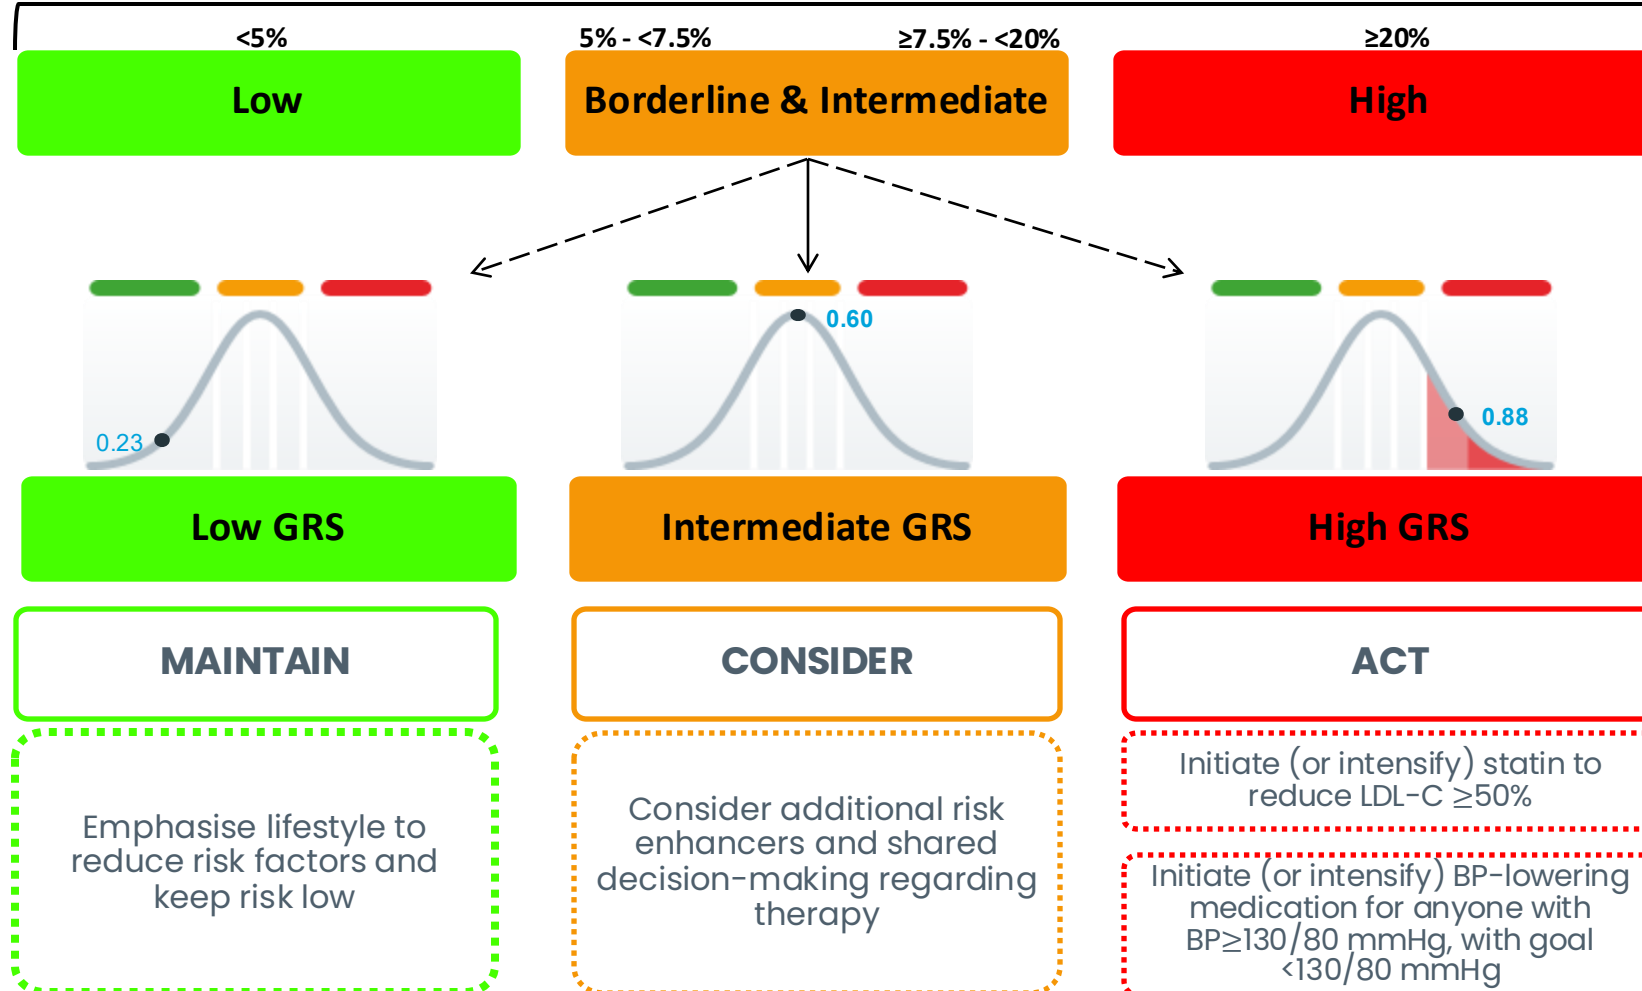 <5%
5% - <7.5%
≥7.5% - <20%
≥20%
Low
Borderline & Intermediate
High
0.23
0.60
0.88
Low GRS
Intermediate GRS
High GRS
MAINTAIN
CONSIDER
ACT
Emphasise lifestyle to
reduce risk factors and
keep risk low
Consider additional risk
enhancers and shared
decision-making regarding
therapy
Initiate (or intensify) statin to
reduce LDL-C ≥50%
Initiate (or intensify) BP-lowering
medication for anyone with
BP≥130/80 mmHg, with goal
<130/80 mmHg